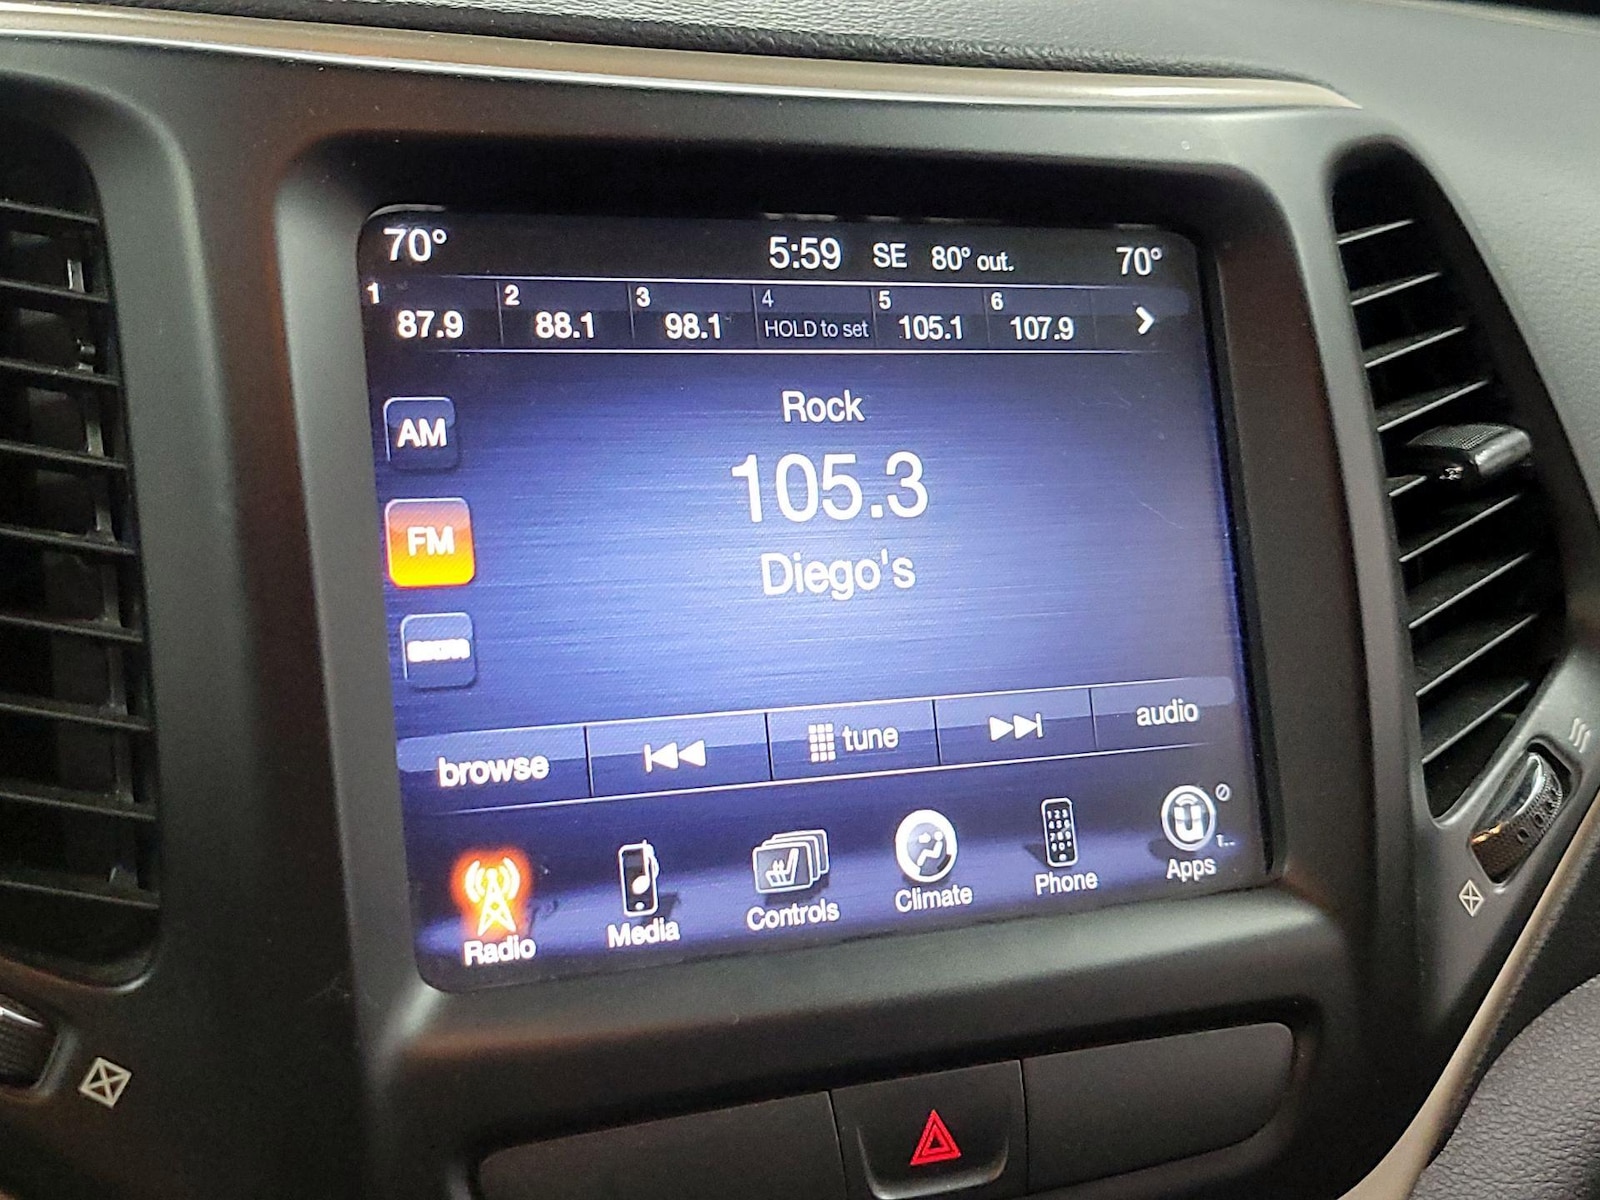 70° 5:59 SE 80° out. 70°
1 87.9 2 88.1 3 98.1 4 HOLD to set 5 105.1 6 107.9
Rock
AM
105.3
FM
Diego's
browse tune audio
Radio Media Controls Climate Phone Apps